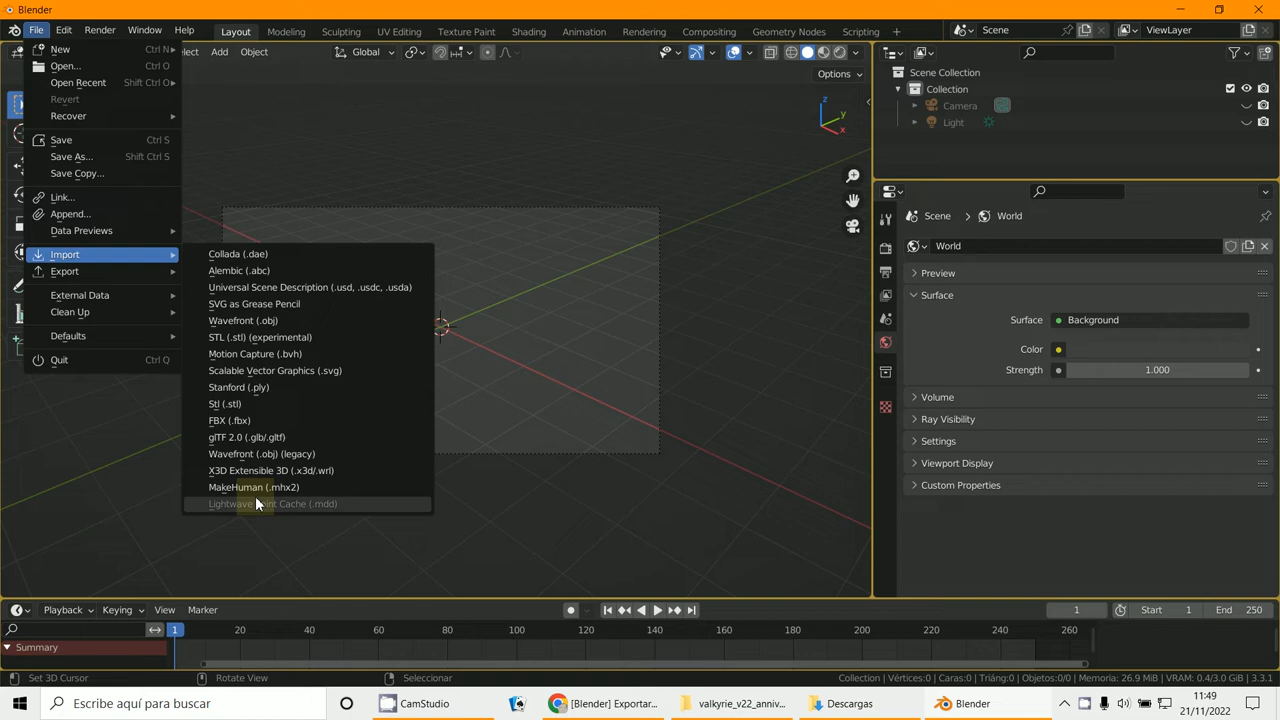 Blender
File Edit Render Window Help Layout Modeling Sculpting UV Editing Texture Paint Shading Animation Rendering Compositing Geometry Nodes Scripting Scene ViewLayer
Add Object Global
Options
New Ctrl N
Open... Ctrl O
Open Recent Shift Ctrl O
Revert
Recover
Save Ctrl S
Save As... Shift Ctrl S
Save Copy...
Link...
Append...
Data Previews
Import
Export
External Data
Clean Up
Defaults
Quit Ctrl Q
Collada (.dae)
Alembic (.abc)
Universal Scene Description (.usd, .usdc, .usda)
SVG as Grease Pencil
Wavefront (.obj)
STL (.stl) (experimental)
Motion Capture (.bvh)
Scalable Vector Graphics (.svg)
Stanford (.ply)
Stl (.stl)
FBX (.fbx)
glTF 2.0 (.glb/.gltf)
Wavefront (.obj) (legacy)
X3D Extensible 3D (.x3d/.wrl)
MakeHuman (.mhx2)
Lightwave Point Cache (.mdd)
z
y
x
Scene Collection
Collection
Camera
Light
Scene > World
World
Preview
Surface
Surface Background
Color
Strength 1.000
Volume
Ray Visibility
Settings
Viewport Display
Custom Properties
Playback Keying View Marker 1 Start 1 End 250
1 20 40 60 80 100 120 140 160 180 200 220 240 260
Summary
Set 3D Cursor Rotate View Seleccionar Collection | Vértices:0 | Caras:0 | Triáng:0 | Objetos:0/0 | Memoria: 26.9 MiB | VRAM: 0.4/3.0 GiB | 3.3.1
Escribe aquí para buscar CamStudio [Blender] Exportar... valkyrie_v22_anniv... Descargas Blender 11:49
21/11/2022